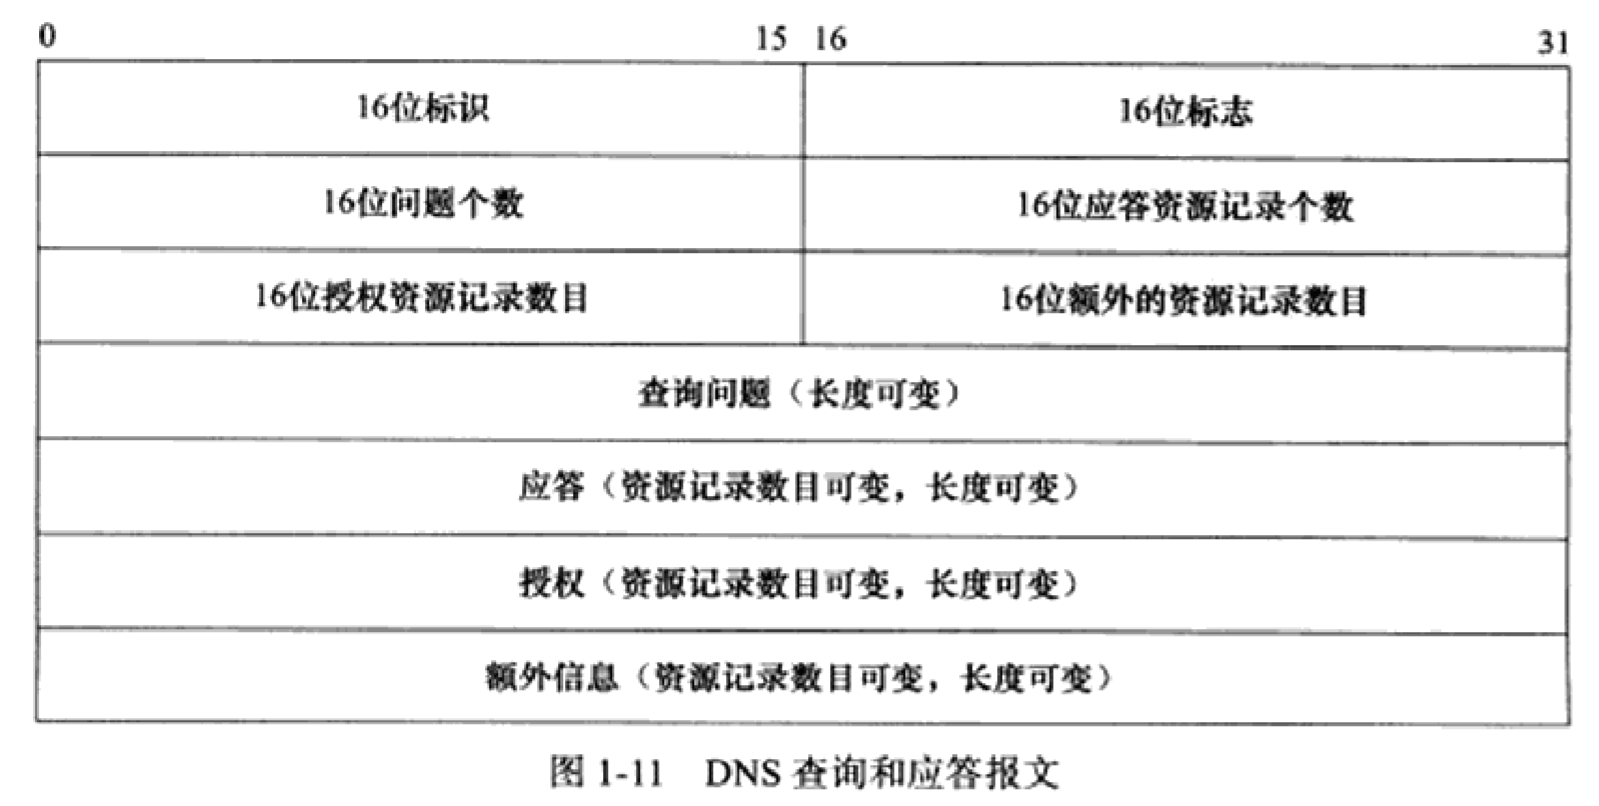 0 15 16 31
16位标识 16位标志
16位问题个数 16位应答资源记录个数
16位授权资源记录数目 16位额外的资源记录数目
查询问题（长度可变）
应答（资源记录数目可变，长度可变）
授权（资源记录数目可变，长度可变）
额外信息（资源记录数目可变，长度可变）
图 1-11 DNS 查询和应答报文